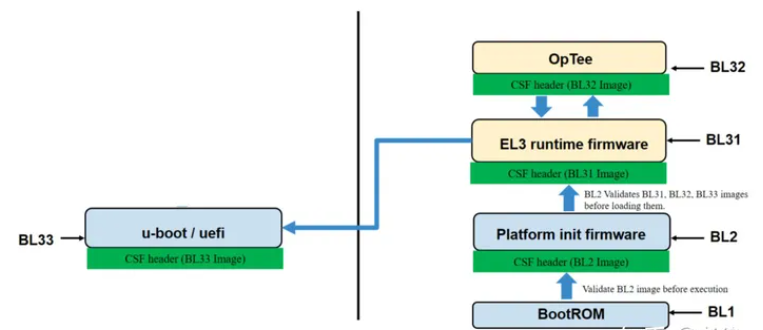 OpTee
BL32
CSF header (BL32 Image)
EL3 runtime firmware
BL31
CSF header (BL31 Image)
BL2 Validates BL31, BL32, BL33 images
before loading them.
u-boot / uefi
BL33
CSF header (BL33 Image)
Platform init firmware
BL2
CSF header (BL2 Image)
Validate BL2 image before execution
BootROM
BL1